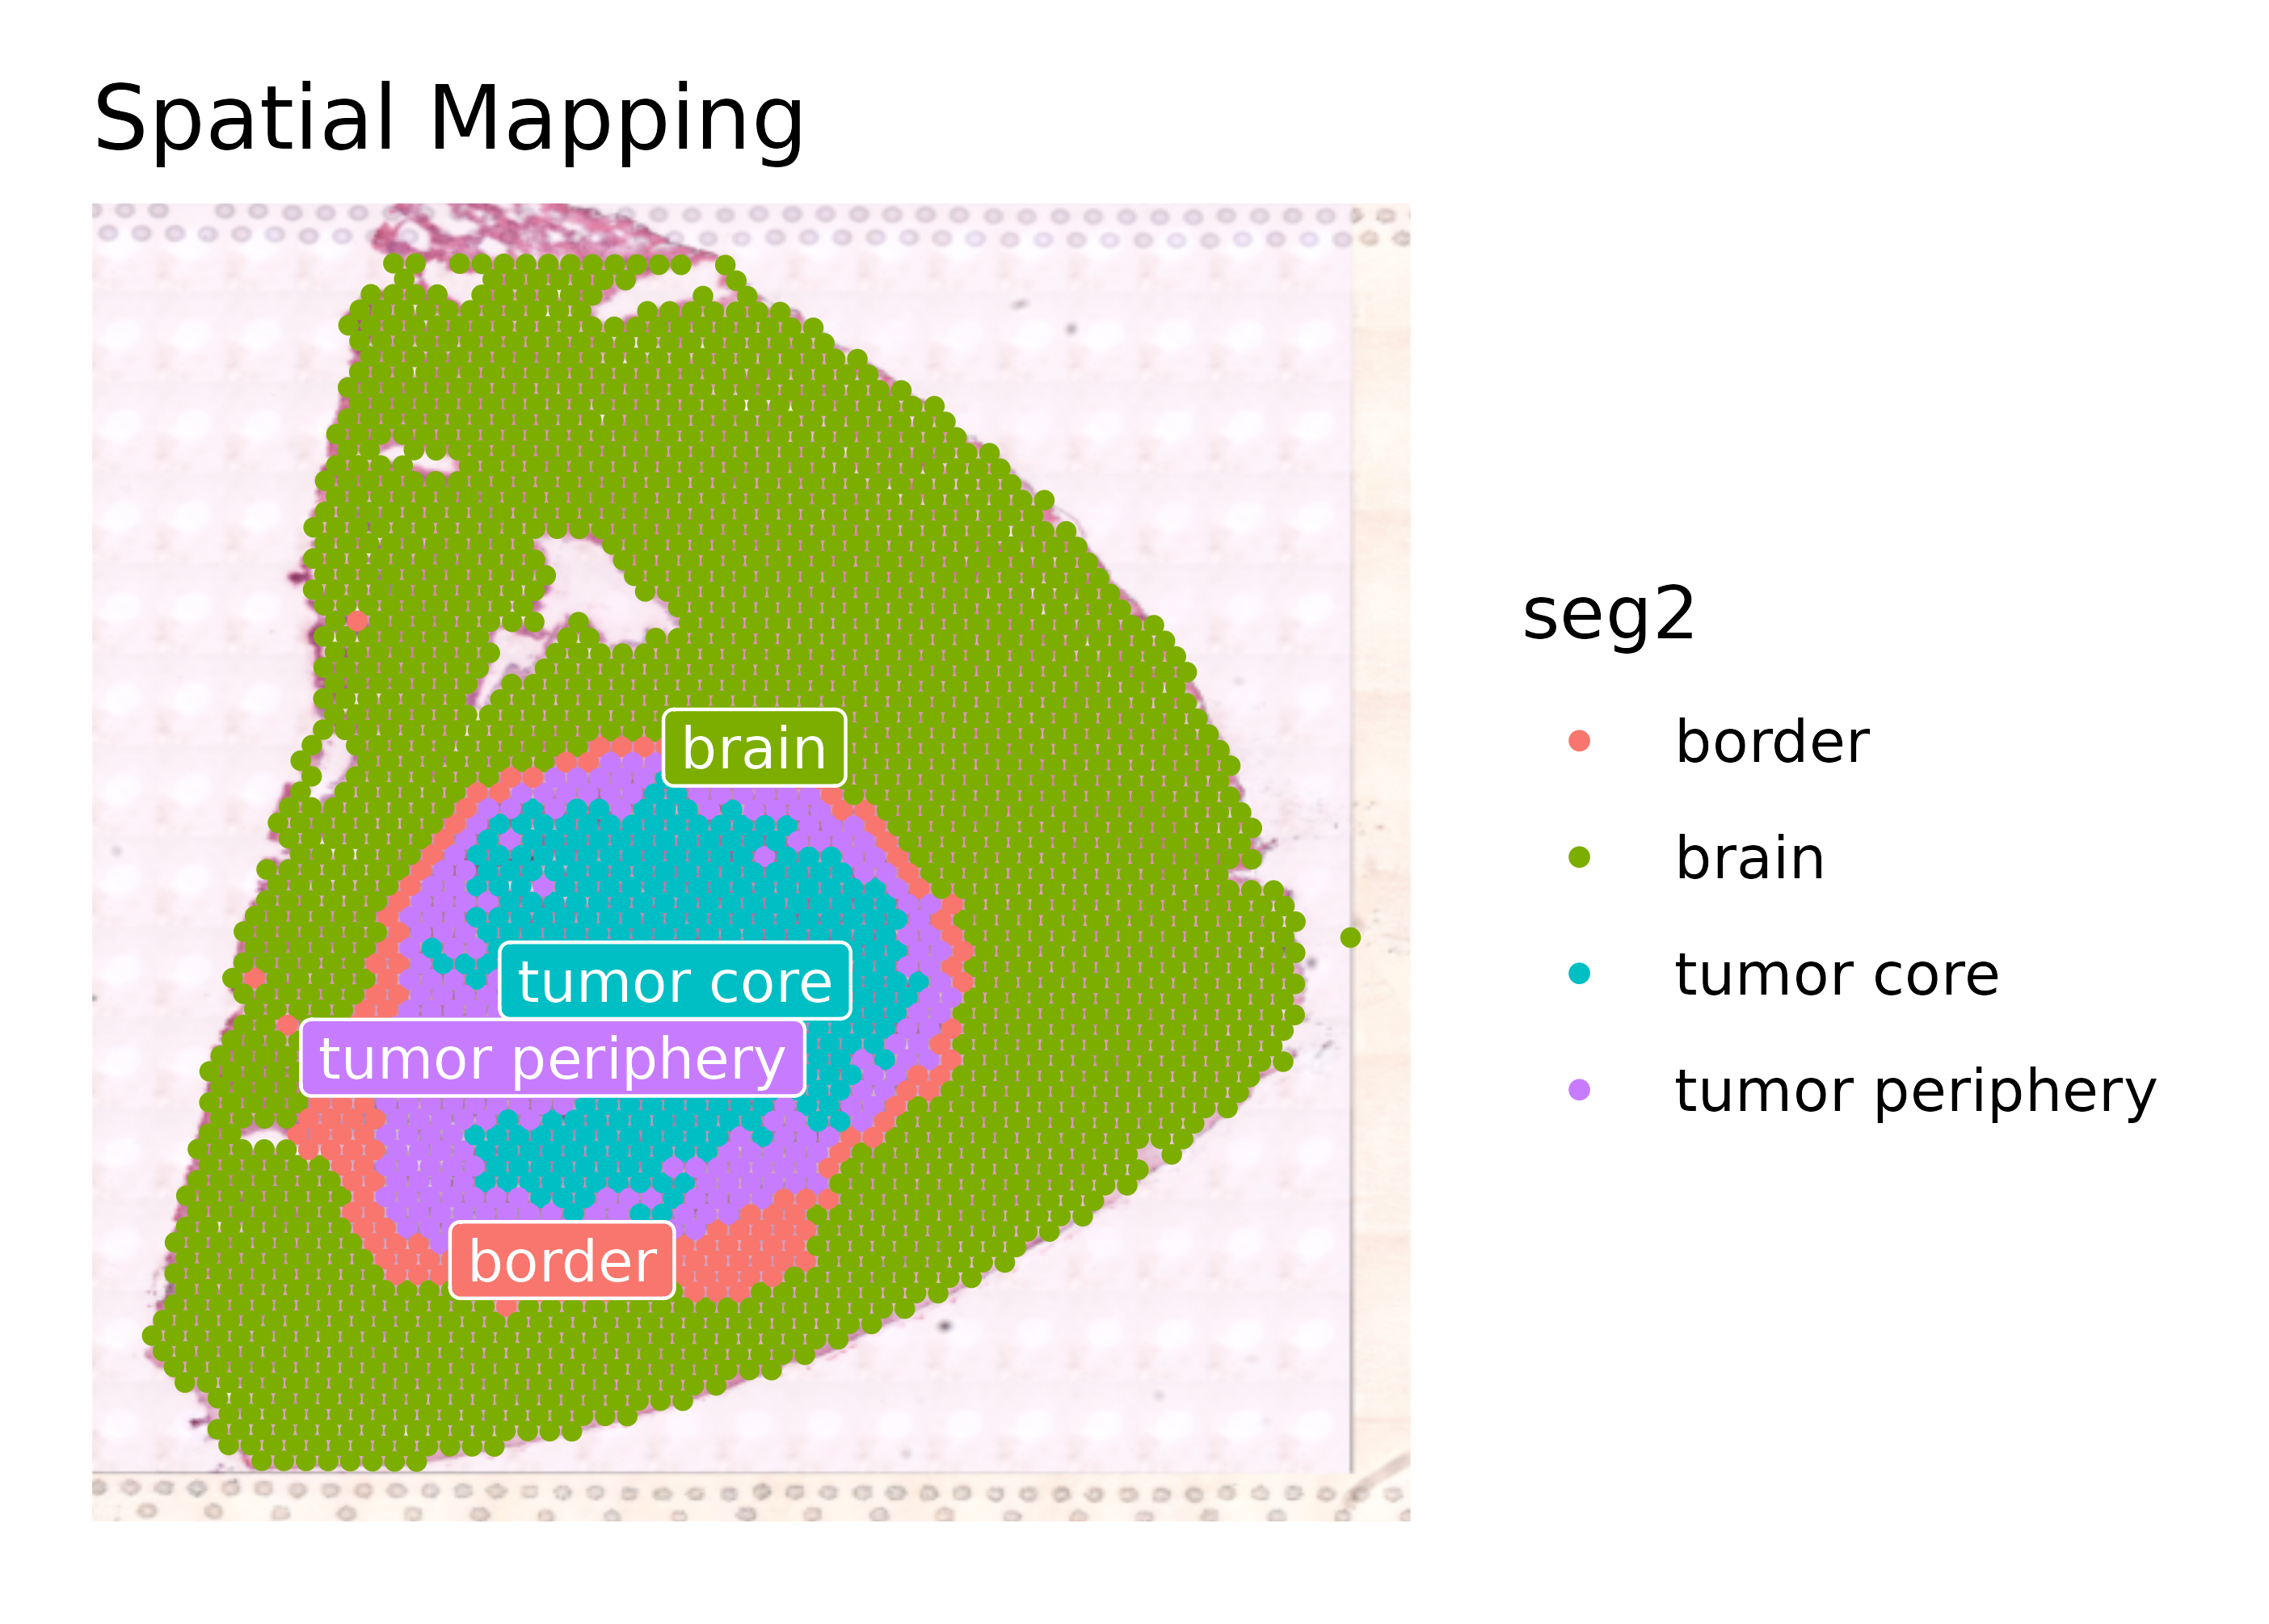 Spatial Mapping
brain
tumor core
tumor periphery
border
seg2
border
brain
tumor core
tumor periphery